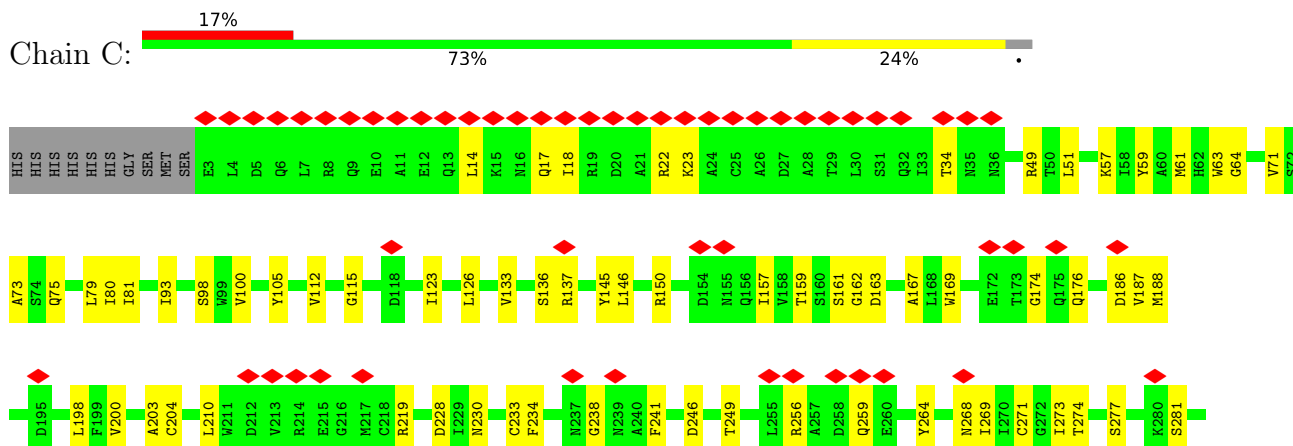 17%
Chain C:
73% 24% •
HIS HIS HIS HIS HIS HIS GLY SER MET SER E3 L4 D5 Q6 L7 R8 Q9 E10 A11 E12 Q13 L14 K15 N16 Q17 I18 R19 D20 A21 R22 K23 A24 C25 A26 D27 A28 T29 L30 S31 Q32 I33 T34 N35 N36 R49 T50 L51 K57 I58 Y59 A60 M61 H62 W63 G64 V71 S72
A73 S74 Q75 L79 I80 I81 I93 S98 W99 V100 Y105 V112 G115 D118 I123 L126 V133 S136 R137 Y145 L146 R150 D154 N155 Q156 I157 V158 T159 S160 S161 G162 D163 A167 L168 W169 E172 T173 G174 Q175 Q176 D186 V187 M188
D195 L198 F199 V200 A203 C204 L210 W211 D212 V213 R214 E215 G216 M217 C218 R219 D228 I229 N230 C233 F234 N237 G238 N239 A240 F241 D246 T249 L255 R256 A257 D258 Q259 E260 Y264 N268 I269 I270 C271 G272 I273 T274 S277 K280 S281